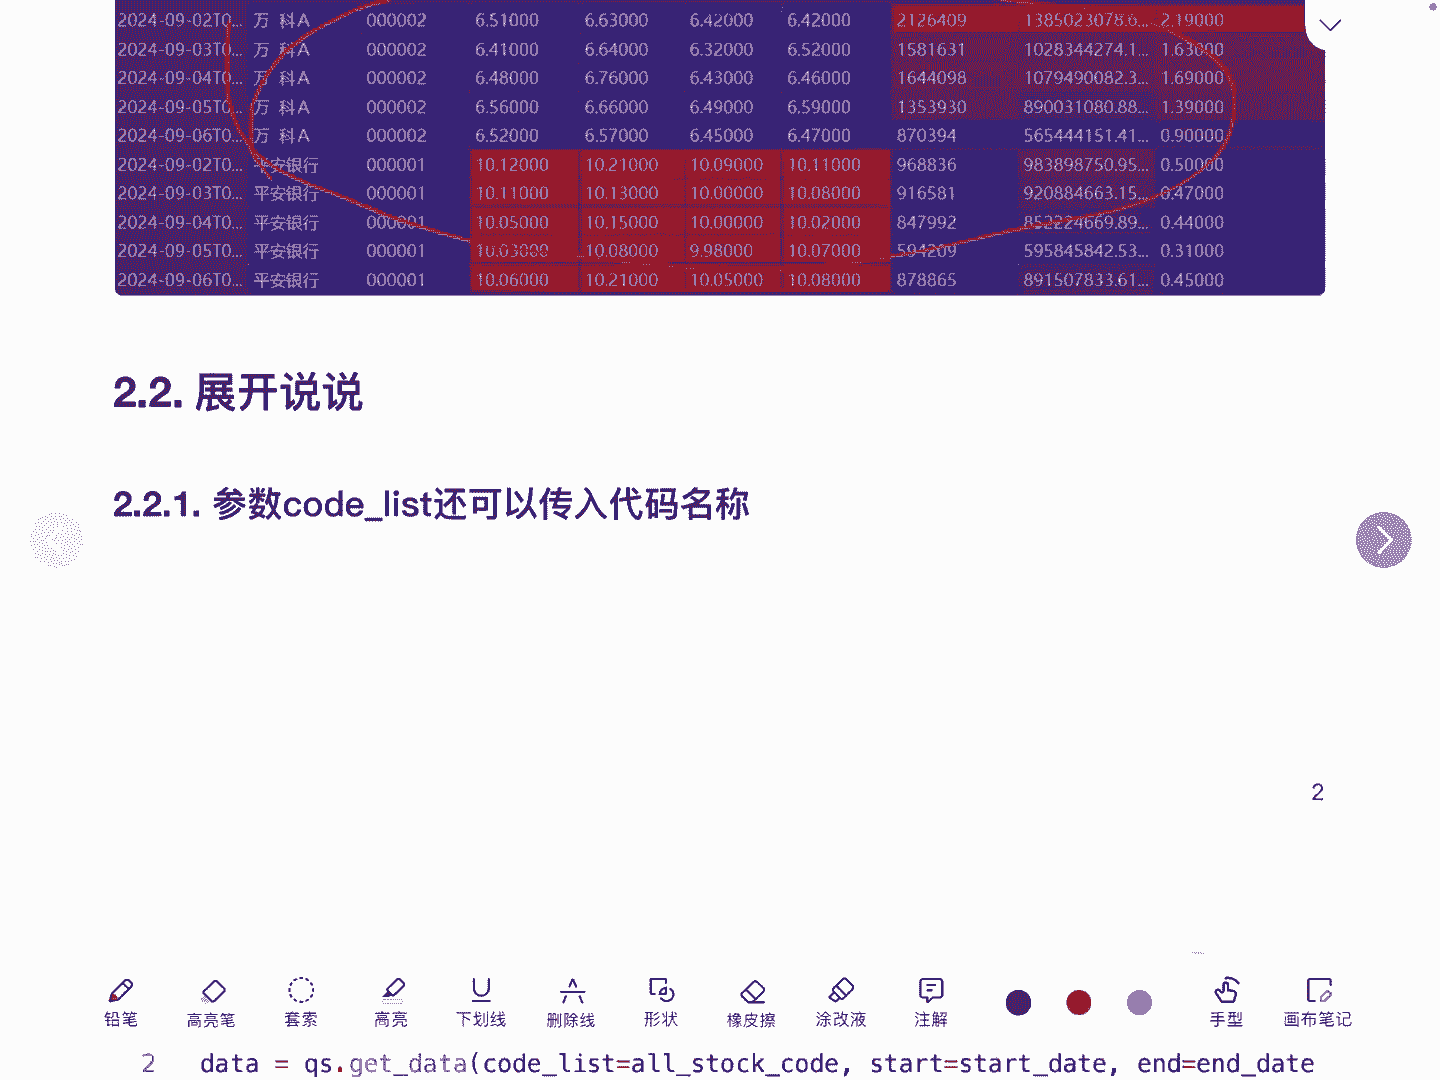 2024-09-02T0... 万 科A 000002 6.51000 6.63000 6.42000 6.42000 2126409 1385023078.6... 2.19000
2024-09-03T0... 万 科A 000002 6.41000 6.64000 6.32000 6.52000 1581631 1028344274.1... 1.63000
2024-09-04T0... 万 科A 000002 6.48000 6.76000 6.43000 6.46000 1644098 1079490082.3... 1.69000
2024-09-05T0... 万 科A 000002 6.56000 6.66000 6.49000 6.59000 1353930 890031080.88... 1.39000
2024-09-06T0... 万 科A 000002 6.52000 6.57000 6.45000 6.47000 870394 565444151.41... 0.90000
2024-09-02T0... 平安银行 000001 10.12000 10.21000 10.09000 10.11000 968836 983898750.95... 0.50000
2024-09-03T0... 平安银行 000001 10.11000 10.13000 10.00000 10.08000 916581 920884663.15... 0.47000
2024-09-04T0... 平安银行 000001 10.05000 10.15000 10.00000 10.02000 847992 852224669.89... 0.44000
2024-09-05T0... 平安银行 000001 10.03000 10.08000 9.98000 10.07000 594209 595845842.53... 0.31000
2024-09-06T0... 平安银行 000001 10.06000 10.21000 10.05000 10.08000 878865 891507833.61... 0.45000
2.2. 展开说说
2.2.1. 参数code_list还可以传入代码名称
2
铅笔 高亮笔 套索 高亮 下划线 删除线 形状 橡皮擦 涂改液 注解 手型 画布笔记
2 data = qs.get_data(code_list=all_stock_code, start=start_date, end=end_date